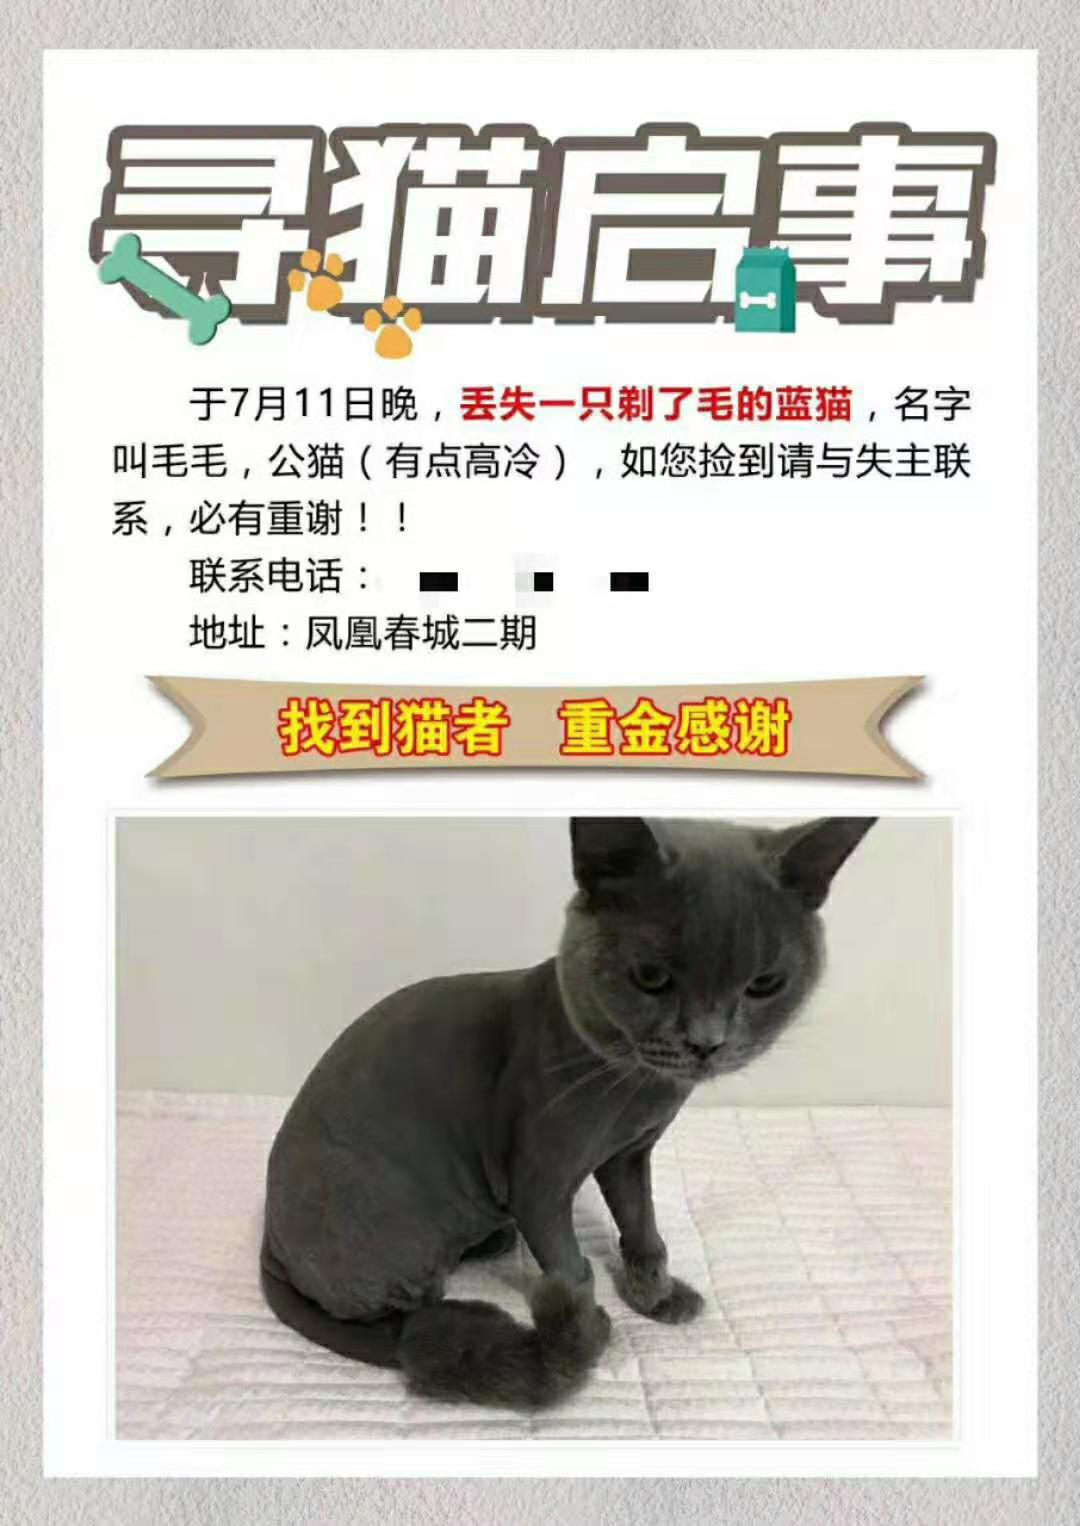 寻猫启事
于7月11日晚，丢失一只剃了毛的蓝猫，名字
叫毛毛，公猫（有点高冷），如您捡到请与失主联
系，必有重谢！！
联系电话：
地址：凤凰春城二期
找到猫者 重金感谢